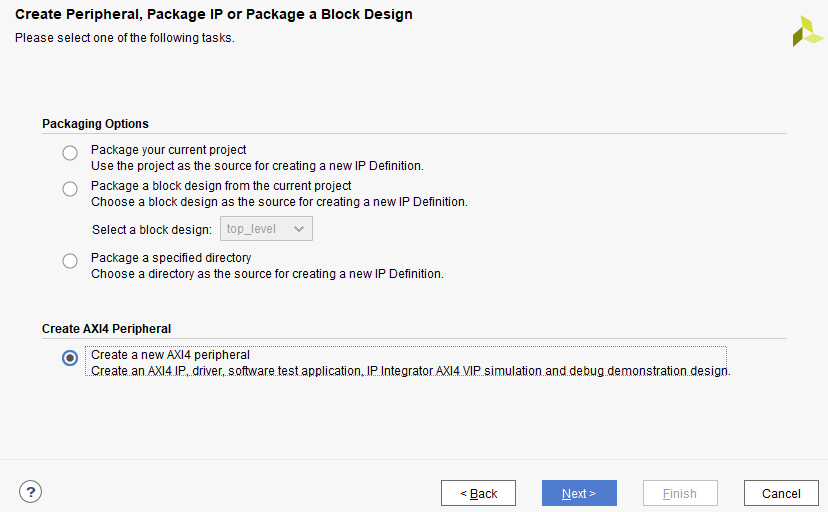 Create Peripheral, Package IP or Package a Block Design
Please select one of the following tasks.
Packaging Options
Package your current project
Use the project as the source for creating a new IP Definition.
Package a block design from the current project
Choose a block design as the source for creating a new IP Definition.
Select a block design: top_level
Package a specified directory
Choose a directory as the source for creating a new IP Definition.
Create AXI4 Peripheral
Create a new AXI4 peripheral
Create an AXI4 IP, driver, software test application, IP Integrator AXI4 VIP simulation and debug demonstration design.
? < Back Next > Finish Cancel